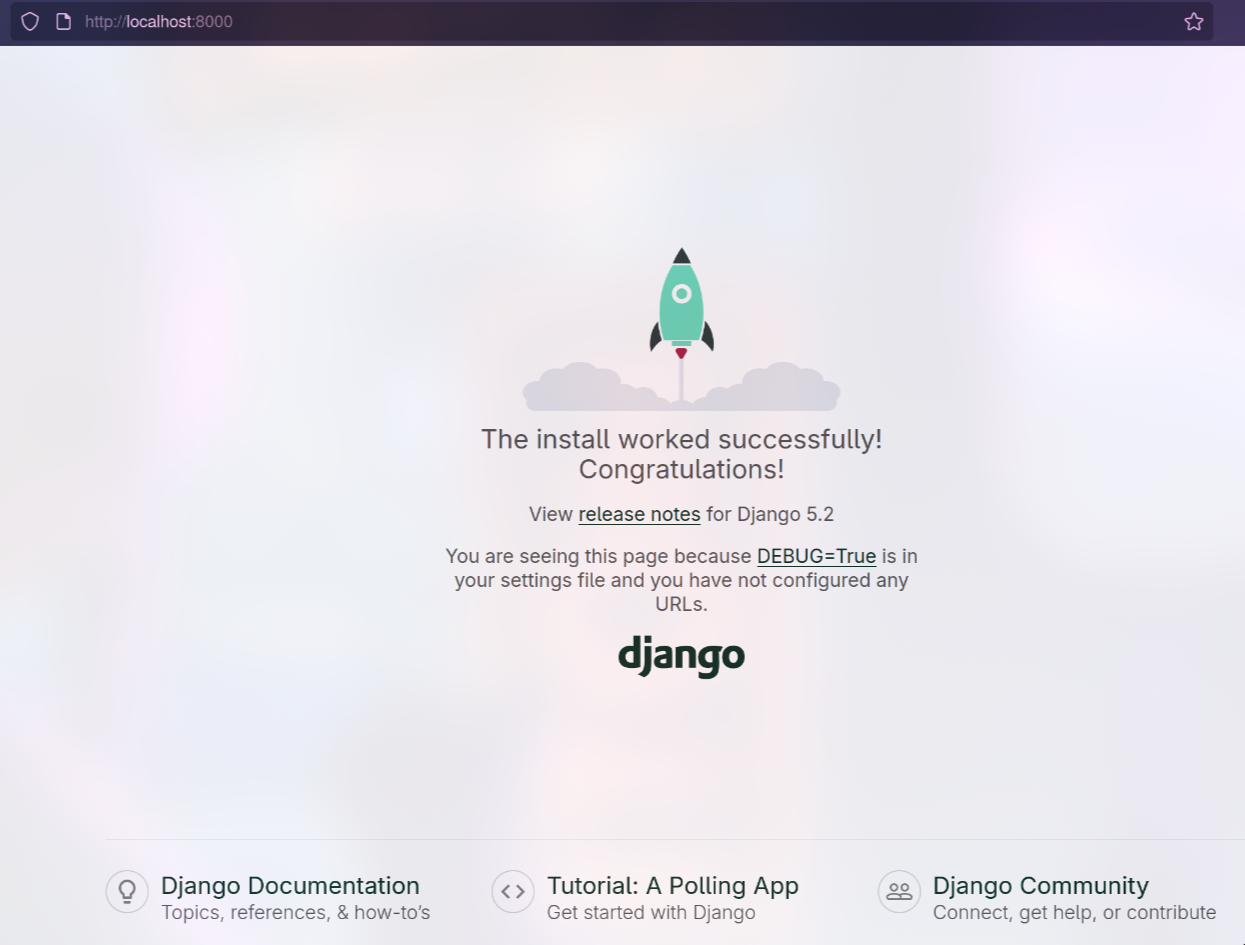 http://localhost:8000
The install worked successfully!
Congratulations!
View release notes for Django 5.2
You are seeing this page because DEBUG=True is in
your settings file and you have not configured any
URLs.
django
Django Documentation
Topics, references, & how-to’s
Tutorial: A Polling App
Get started with Django
Django Community
Connect, get help, or contribute